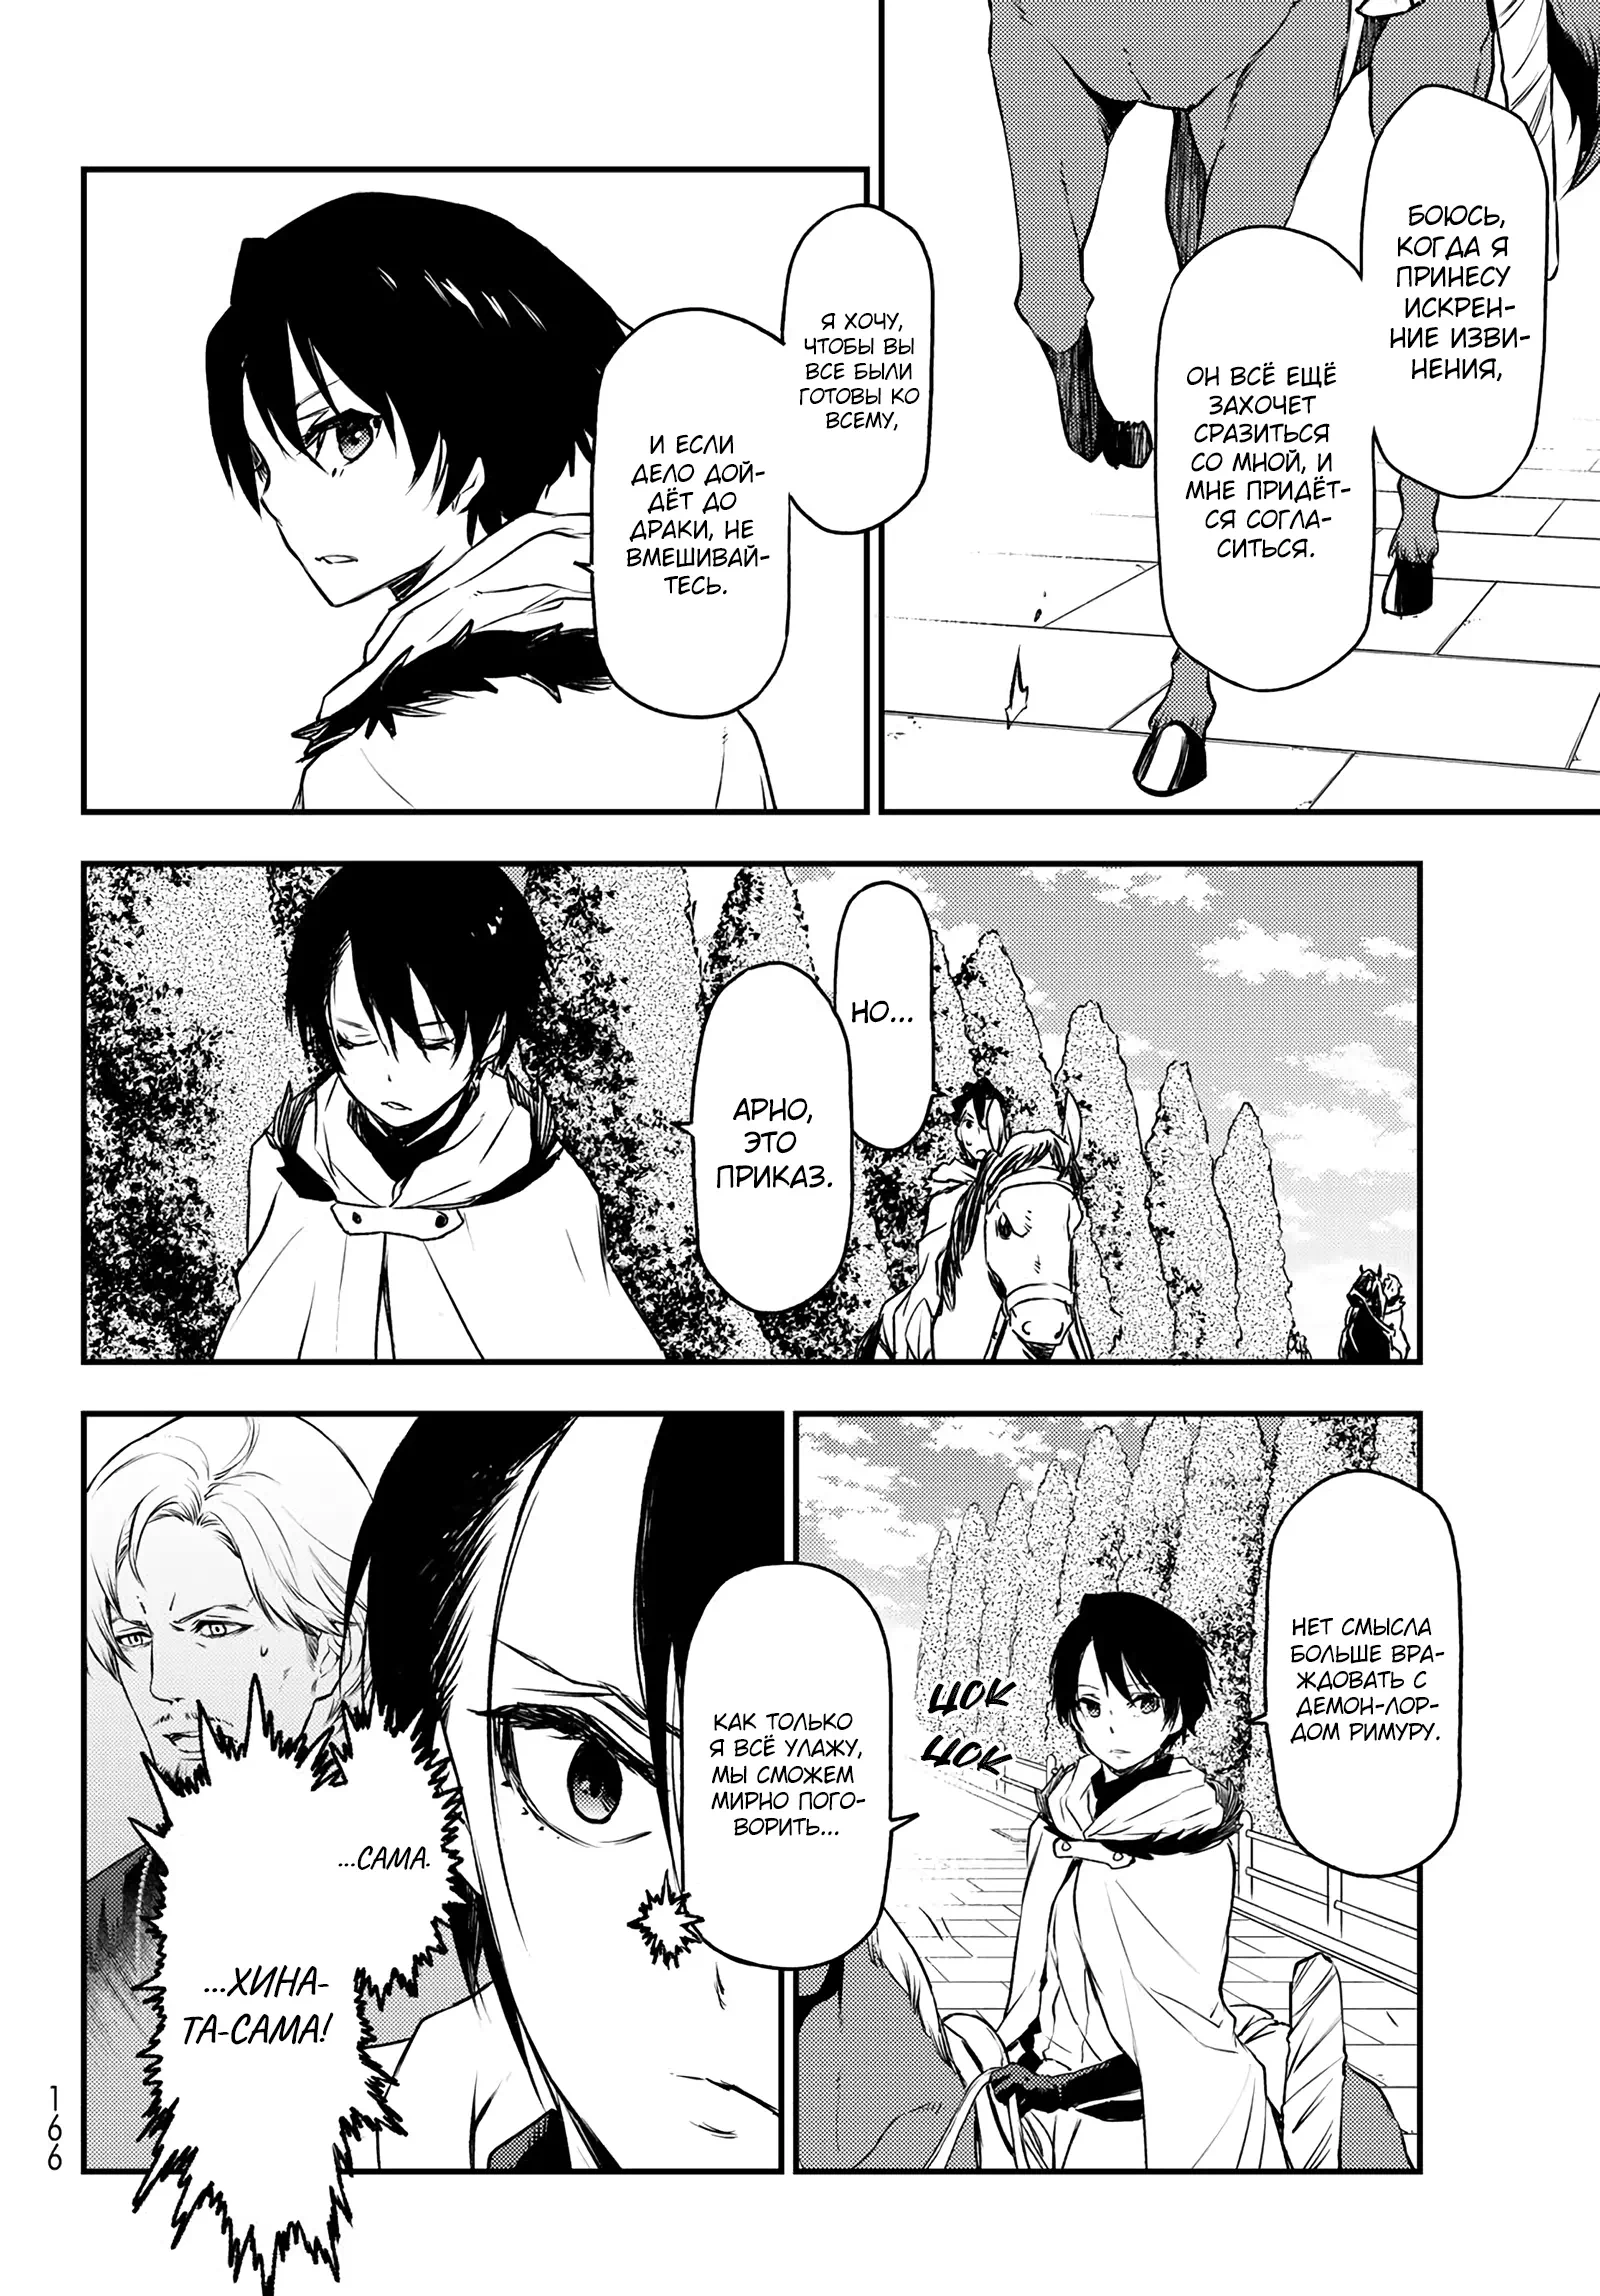 БОЮСЬ,
КОГДА Я
ПРИНЕСУ
ИСКРЕН-
НИЕ ИЗВИ-
НЕНИЯ,
ОН ВСЁ ЕЩЁ
ЗАХОЧЕТ
СРАЗИТЬСЯ
СО МНОЙ, И
МНЕ ПРИДЁТ-
СЯ СОГЛА-
СИТЬСЯ.
Я ХОЧУ,
ЧТОБЫ ВЫ
ВСЕ БЫЛИ
ГОТОВЫ КО
ВСЕМУ,
И ЕСЛИ
ДЕЛО ДОЙ-
ДЁТ ДО
ДРАКИ, НЕ
ВМЕШИВАЙ-
ТЕСЬ.
НО...
АРНО,
ЭТО
ПРИКАЗ.
НЕТ СМЫСЛА
БОЛЬШЕ ВРА-
ЖДОВАТЬ С
ДЕМОН-ЛОР-
ДОМ РИМУРУ.
ЦОК
ЦОК
КАК ТОЛЬКО
Я ВСЁ УЛАЖУ,
МЫ СМОЖЕМ
МИРНО ПОГО-
ВОРИТЬ...
...САМА.
...ХИНА-
ТА-САМА!
166